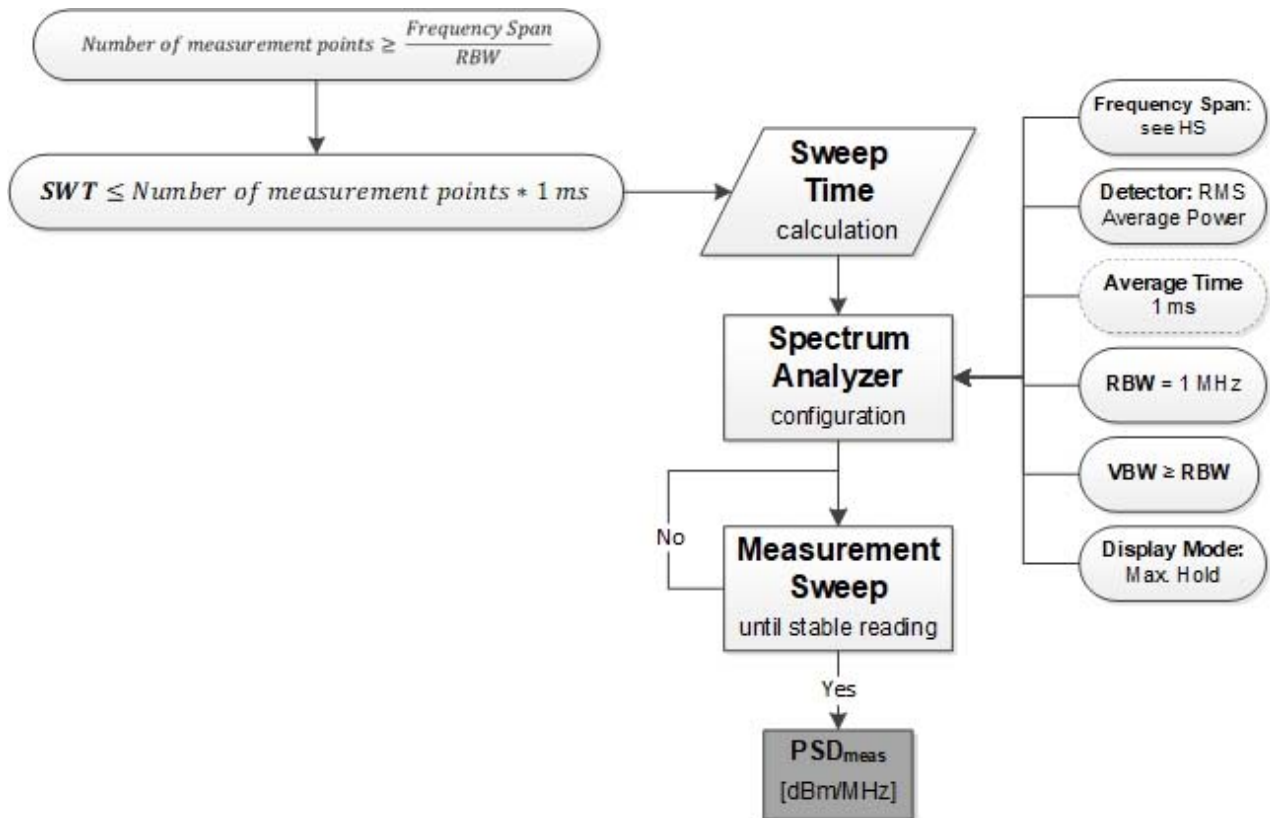 Number of measurement points ≥ Frequency Span
RBW
SWT ≤ Number of measurement points * 1 ms
Sweep
Time
calculation
Spectrum
Analyzer
configuration
No
Measurement
Sweep
until stable reading
Yes
PSDmeas
[dBm/MHz]
Frequency Span:
see HS
Detector: RMS
Average Power
Average Time
1 ms
RBW = 1 MHz
VBW ≥ RBW
Display Mode:
Max. Hold